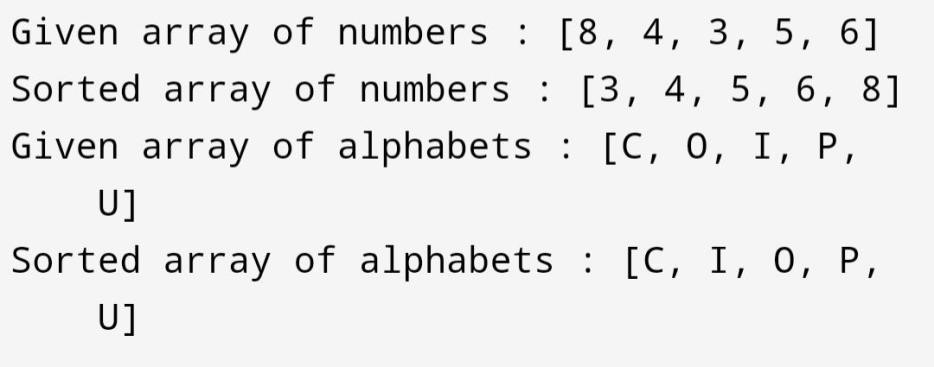 Given array of numbers : [8, 4, 3, 5, 6]
Sorted array of numbers : [3, 4, 5, 6, 8]
Given array of alphabets : [C, O, I, P,
U]
Sorted array of alphabets : [C, I, O, P,
U]